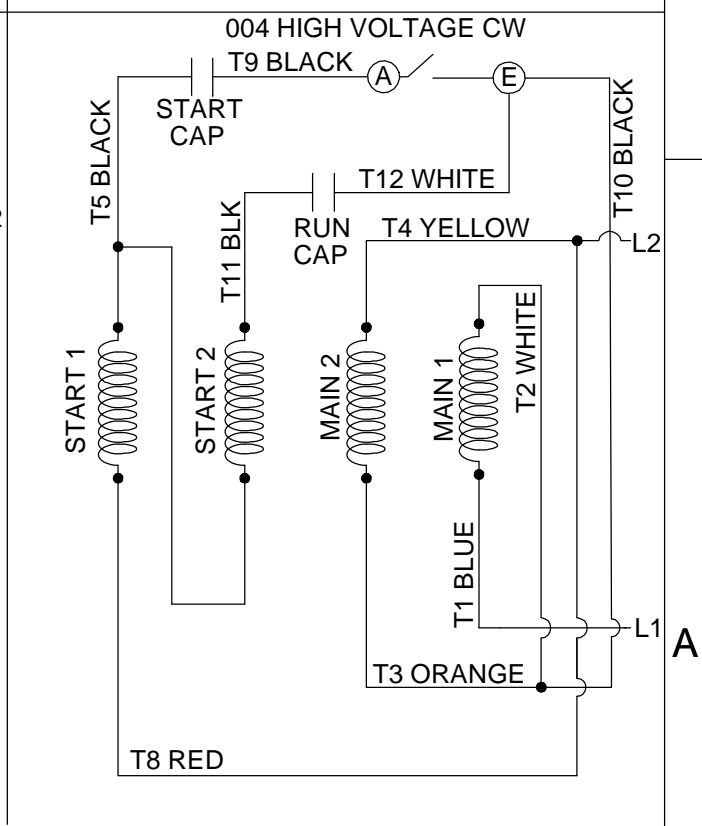 004 HIGH VOLTAGE CW
T9 BLACK
A
E
START
CAP
T5 BLACK
T10 BLACK
T12 WHITE
RUN
CAP
T11 BLK
T4 YELLOW
L2
START 1
START 2
MAIN 2
MAIN 1
T2 WHITE
T1 BLUE
L1
A
T3 ORANGE
T8 RED